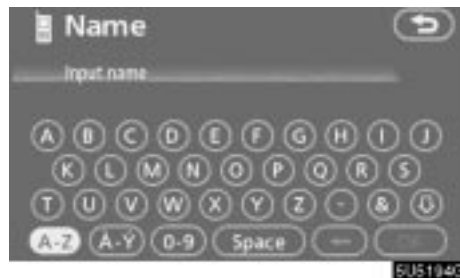 Name
Input name
A B C D E F G H I J
K L M N O P Q R S
T U V W X Y Z - &
A-Z À-Ý 0-9 Space ←
5U5194G